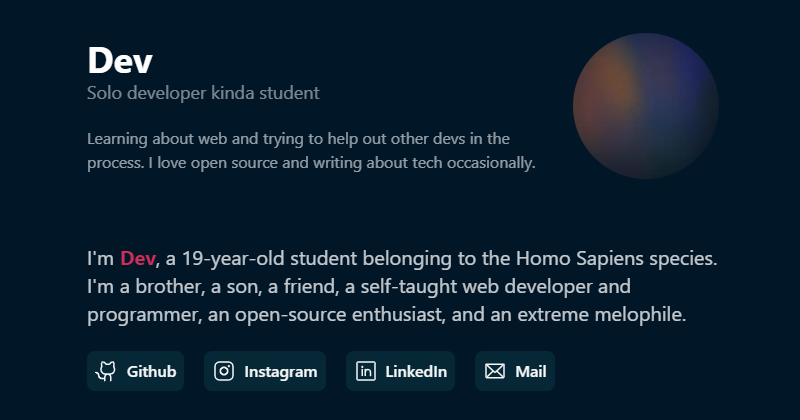 Dev
Solo developer kinda student
Learning about web and trying to help out other devs in the
process. I love open source and writing about tech occasionally.
I'm Dev, a 19-year-old student belonging to the Homo Sapiens species.
I'm a brother, a son, a friend, a self-taught web developer and
programmer, an open-source enthusiast, and an extreme melophile.
Github
Instagram
LinkedIn
Mail